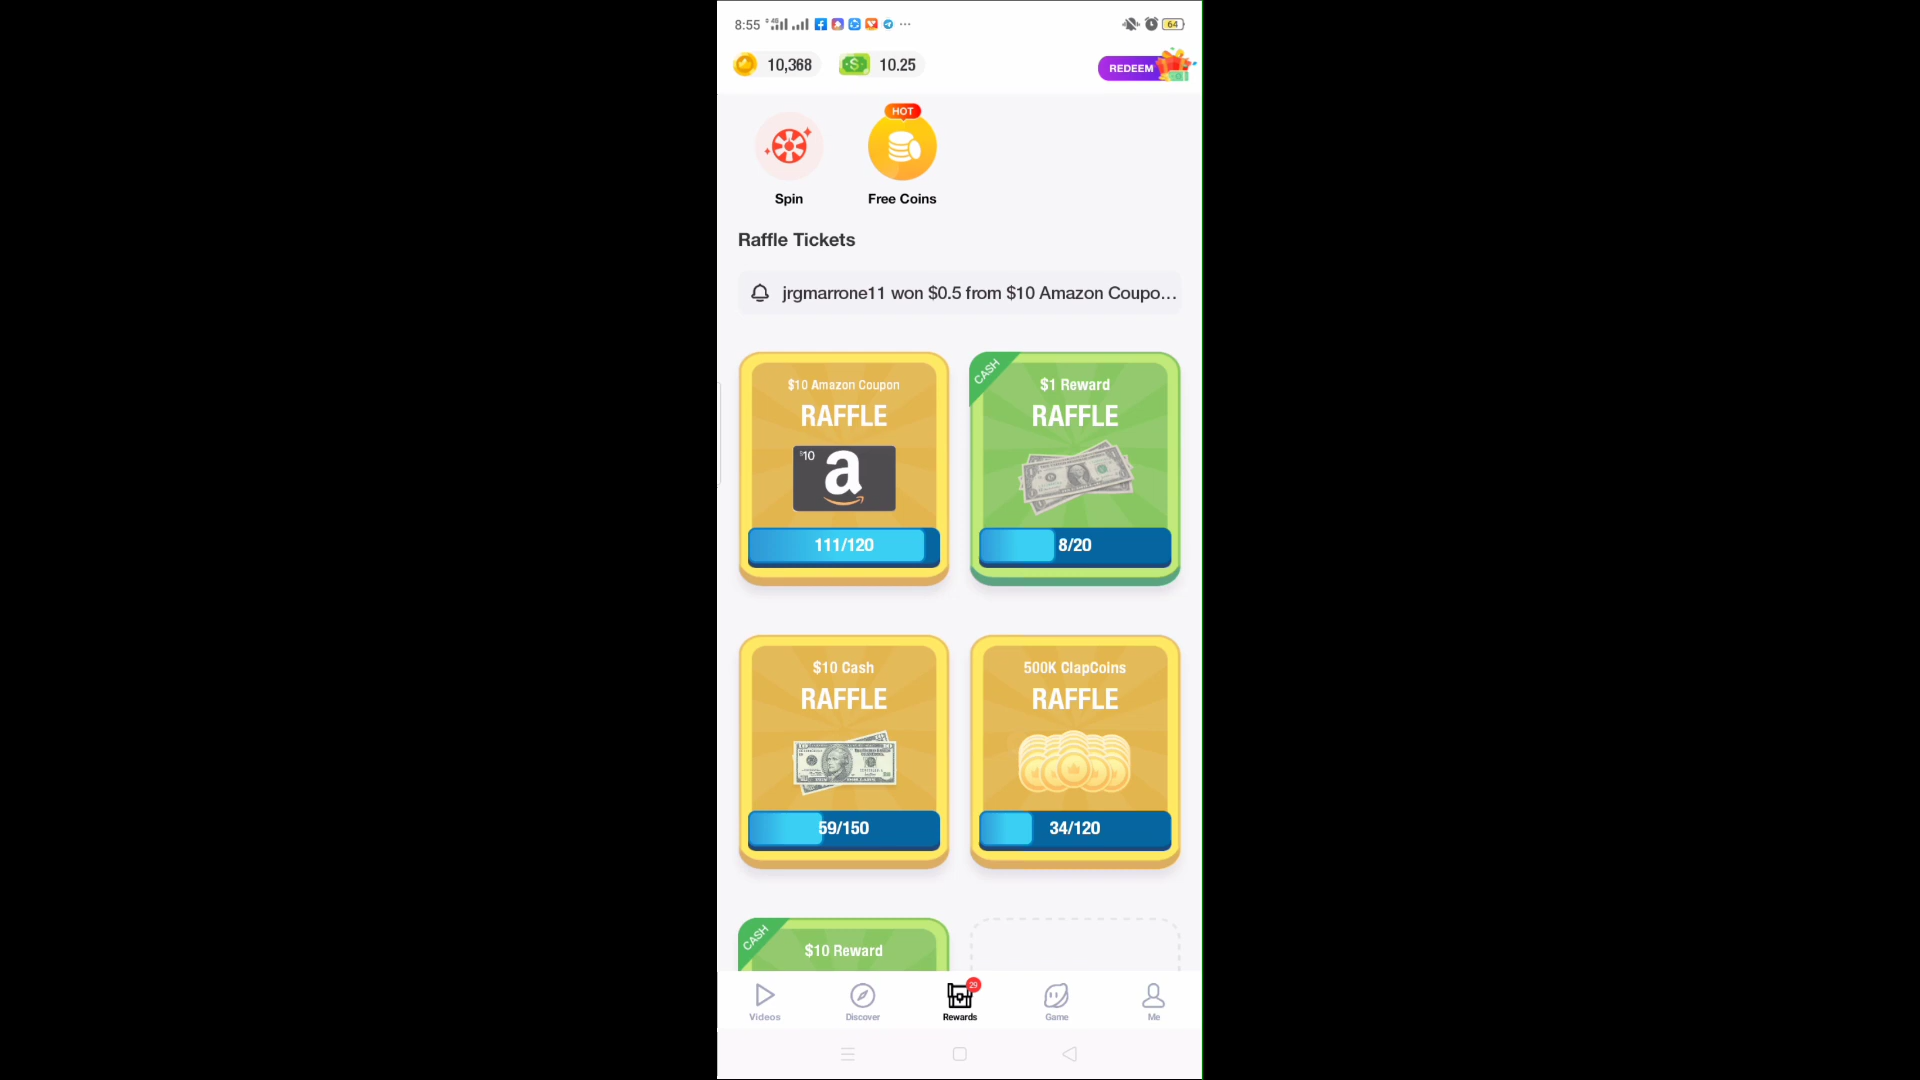 8:55
64
10,368
10.25
REDEEM
HOT
Spin
Free Coins
Raffle Tickets
jrgmarrone11 won $0.5 from $10 Amazon Coupo...
$10 Amazon Coupon
RAFFLE
$10
a
111/120
CASH
$1 Reward
RAFFLE
8/20
$10 Cash
RAFFLE
59/150
500K ClapCoins
RAFFLE
34/120
CASH
$10 Reward
29
Videos
Discover
Rewards
Game
Me